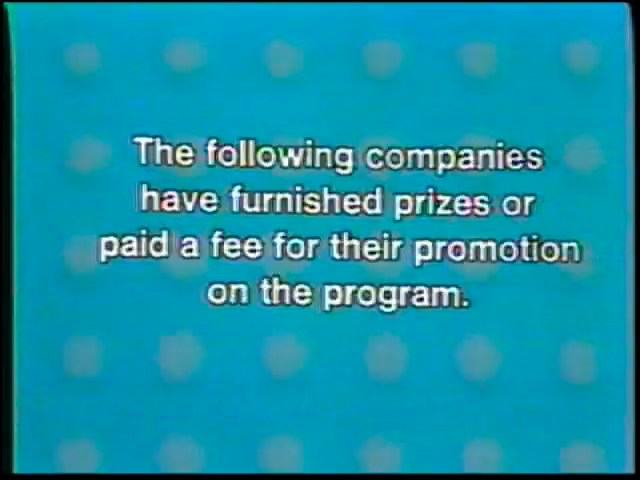 The following companies
have furnished prizes or
paid a fee for their promotion
on the program.